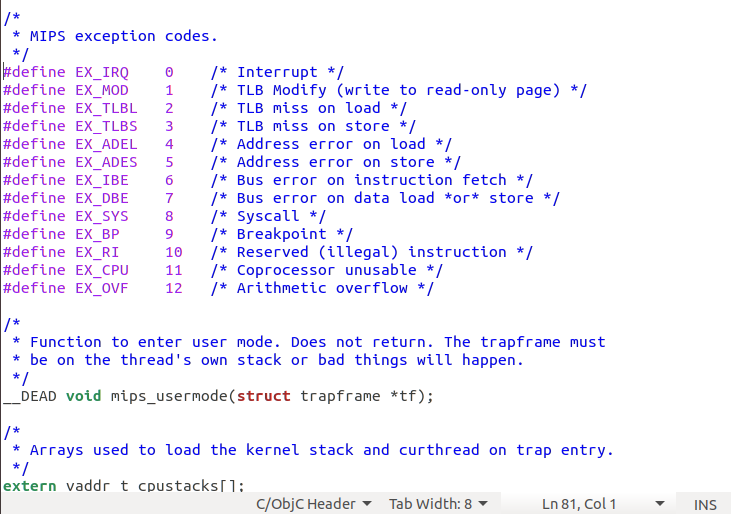 /*
 * MIPS exception codes.
 */
#define EX_IRQ    0    /* Interrupt */
#define EX_MOD    1    /* TLB Modify (write to read-only page) */
#define EX_TLBL   2    /* TLB miss on load */
#define EX_TLBS   3    /* TLB miss on store */
#define EX_ADEL   4    /* Address error on load */
#define EX_ADES   5    /* Address error on store */
#define EX_IBE    6    /* Bus error on instruction fetch */
#define EX_DBE    7    /* Bus error on data load *or* store */
#define EX_SYS    8    /* Syscall */
#define EX_BP     9    /* Breakpoint */
#define EX_RI     10   /* Reserved (illegal) instruction */
#define EX_CPU    11   /* Coprocessor unusable */
#define EX_OVF    12   /* Arithmetic overflow */

/*
 * Function to enter user mode. Does not return. The trapframe must
 * be on the thread's own stack or bad things will happen.
 */
__DEAD void mips_usermode(struct trapframe *tf);

/*
 * Arrays used to load the kernel stack and curthread on trap entry.
 */
extern vaddr_t cpustacks[];
C/ObjC Header Tab Width: 8 Ln 81, Col 1 INS